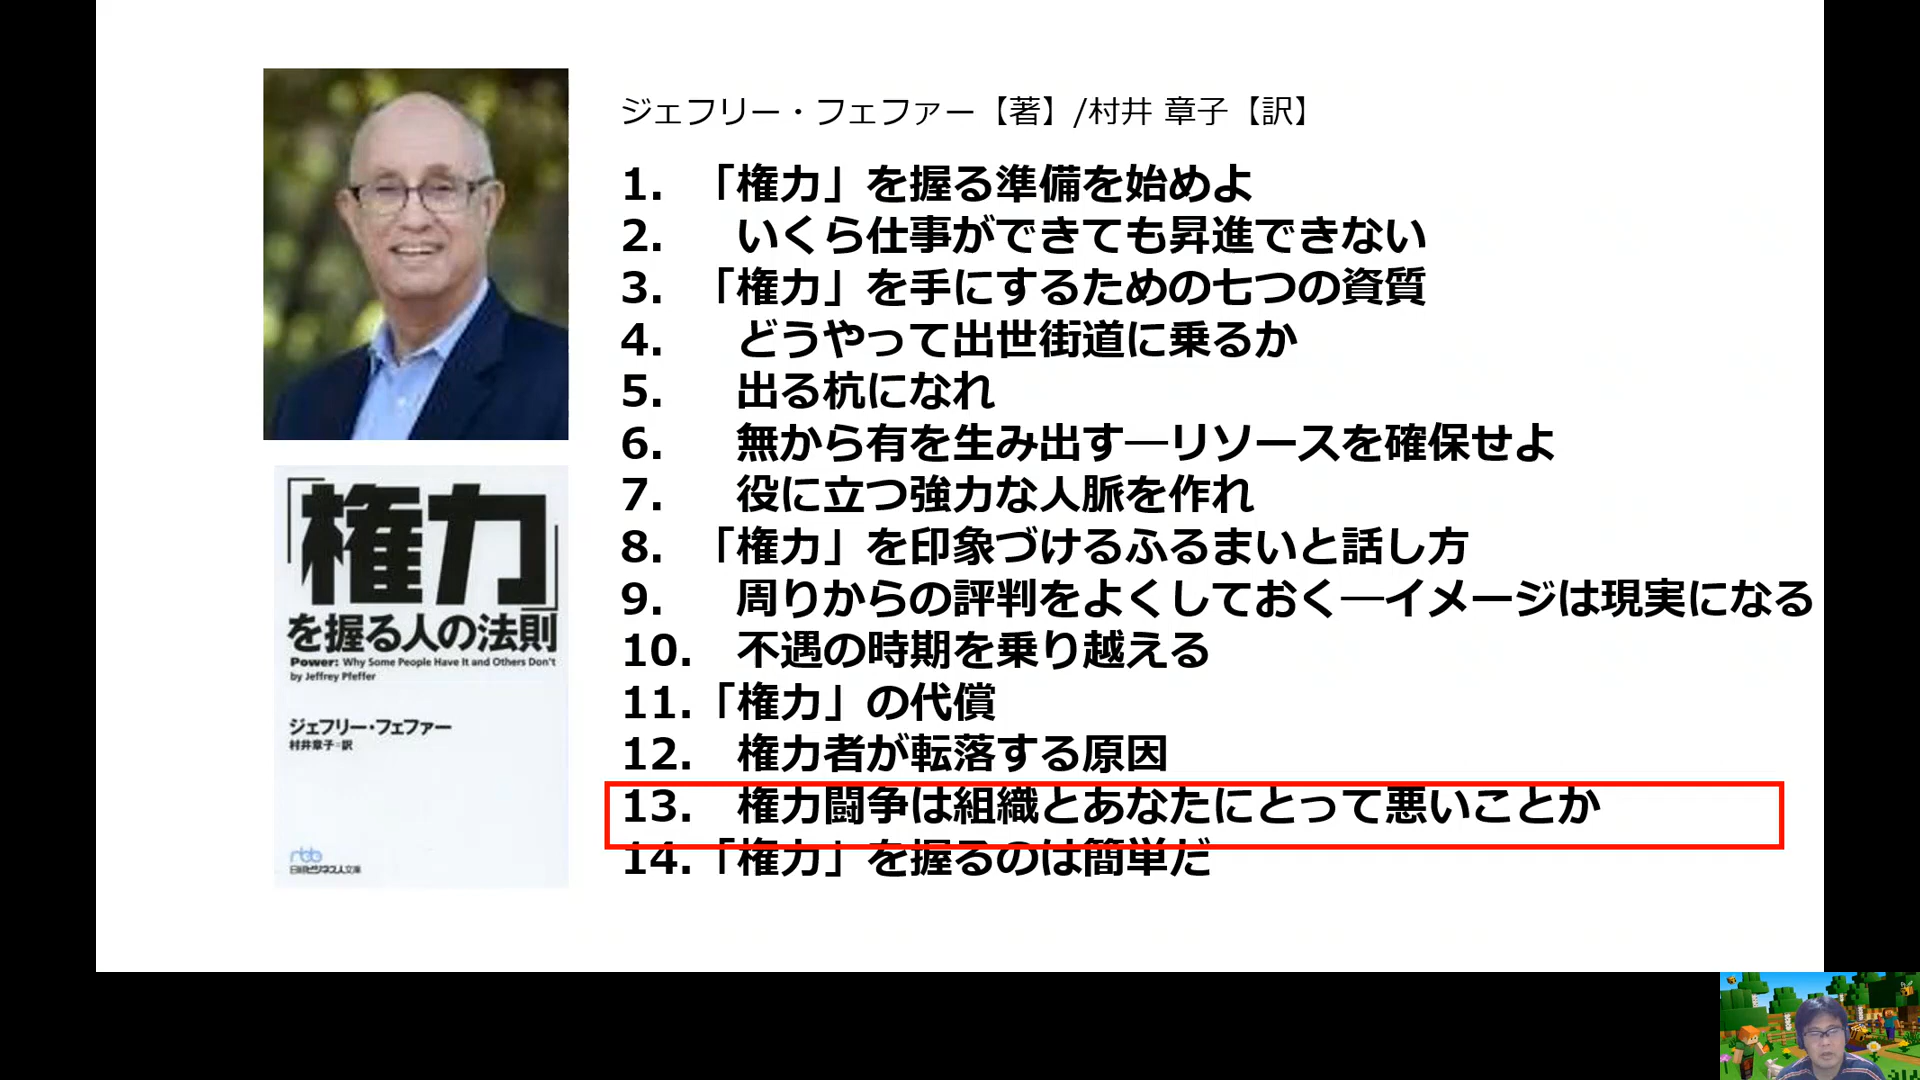 ジェフリー・フェファー【著】/村井 章子【訳】
1. 「権力」を握る準備を始めよ
2. いくら仕事ができても昇進できない
3. 「権力」を手にするための七つの資質
4. どうやって出世街道に乗るか
5. 出る杭になれ
6. 無から有を生み出す―リソースを確保せよ
7. 役に立つ強力な人脈を作れ
8. 「権力」を印象づけるふるまいと話し方
9. 周りからの評判をよくしておく―イメージは現実になる
10. 不遇の時期を乗り越える
11.「権力」の代償
12. 権力者が転落する原因
13. 権力闘争は組織とあなたにとって悪いことか
14.「権力」を握るのは簡単だ
「権力」
を握る人の法則
Power: Why Some People Have It and Others Don't
by Jeffrey Pfeffer
ジェフリー・フェファー
村井章子=訳
nbb
日経ビジネス人文庫